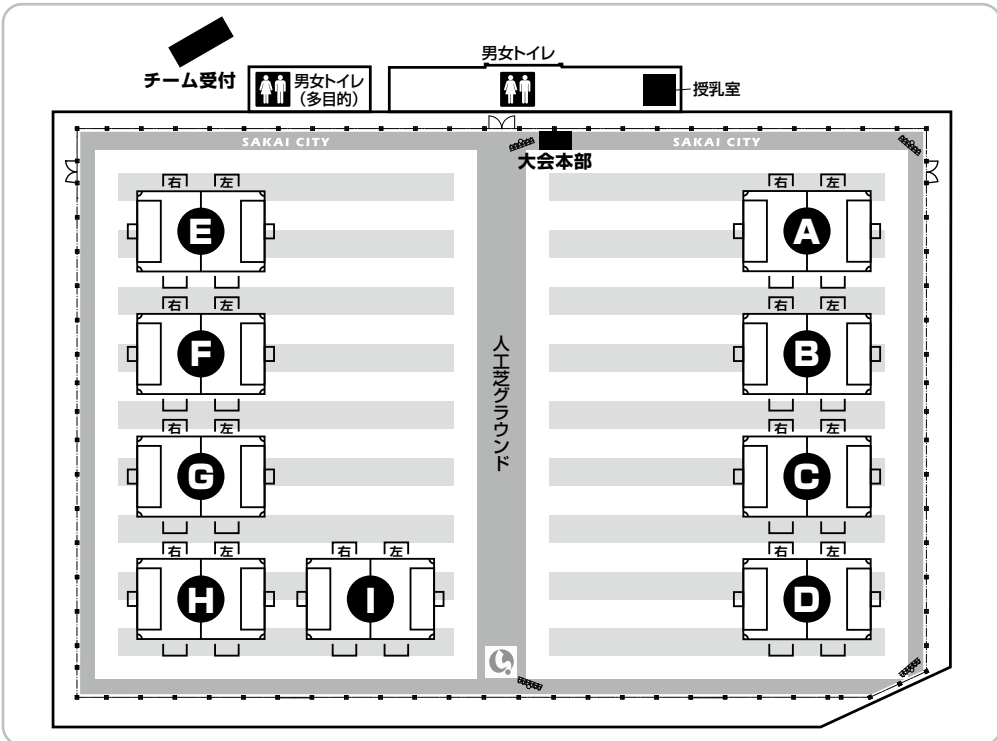 チーム受付
男女トイレ
(多目的)
男女トイレ
授乳室
SAKAI CITY
SAKAI CITY
大会本部
右 左
E
右 左
A
右 左
F
右 左
B
人工芝グラウンド
右 左
G
右 左
C
右 左
H
右 左
I
右 左
D